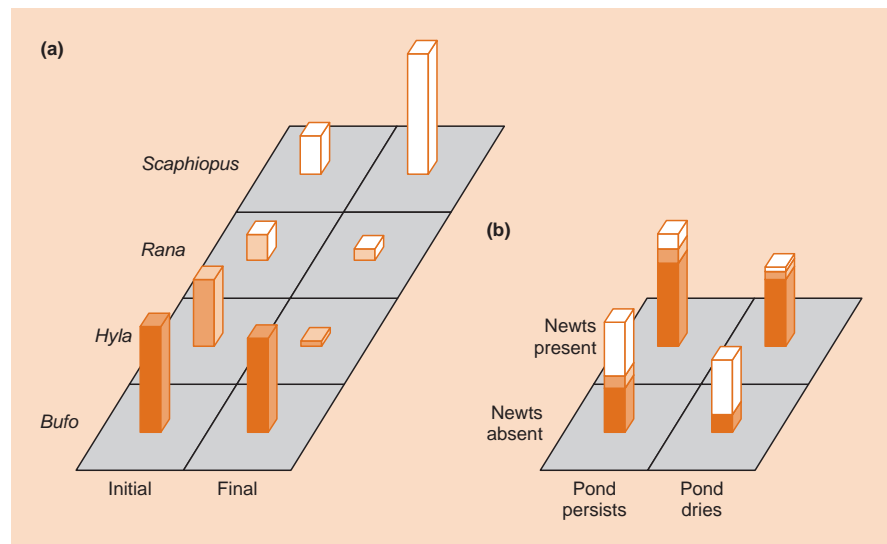 (a)
Scaphiopus
Rana
Hyla
Bufo
Initial
Final
(b)
Newts
present
Newts
absent
Pond
persists
Pond
dries